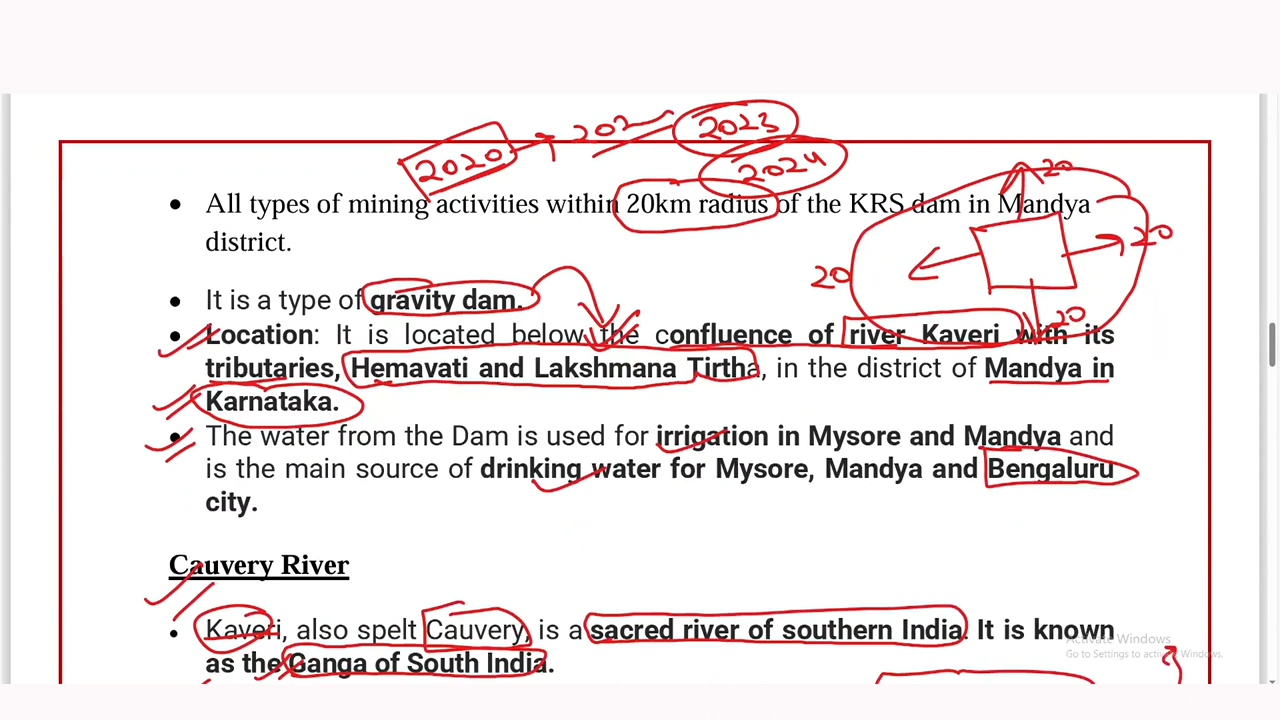 2020 → 202 2023
2024
20
• All types of mining activities within 20km radius of the KRS dam in Mandya
20
district.
20
• It is a type of gravity dam.
20
• Location: It is located below the confluence of river Kaveri with its
tributaries, Hemavati and Lakshmana Tirtha, in the district of Mandya in
Karnataka.
• The water from the Dam is used for irrigation in Mysore and Mandya and
is the main source of drinking water for Mysore, Mandya and Bengaluru
city.
Cauvery River
• Kaveri, also spelt Cauvery, is a sacred river of southern India. It is known
as the Ganga of South India.
Activate Windows
Go to Settings to activate Windows.